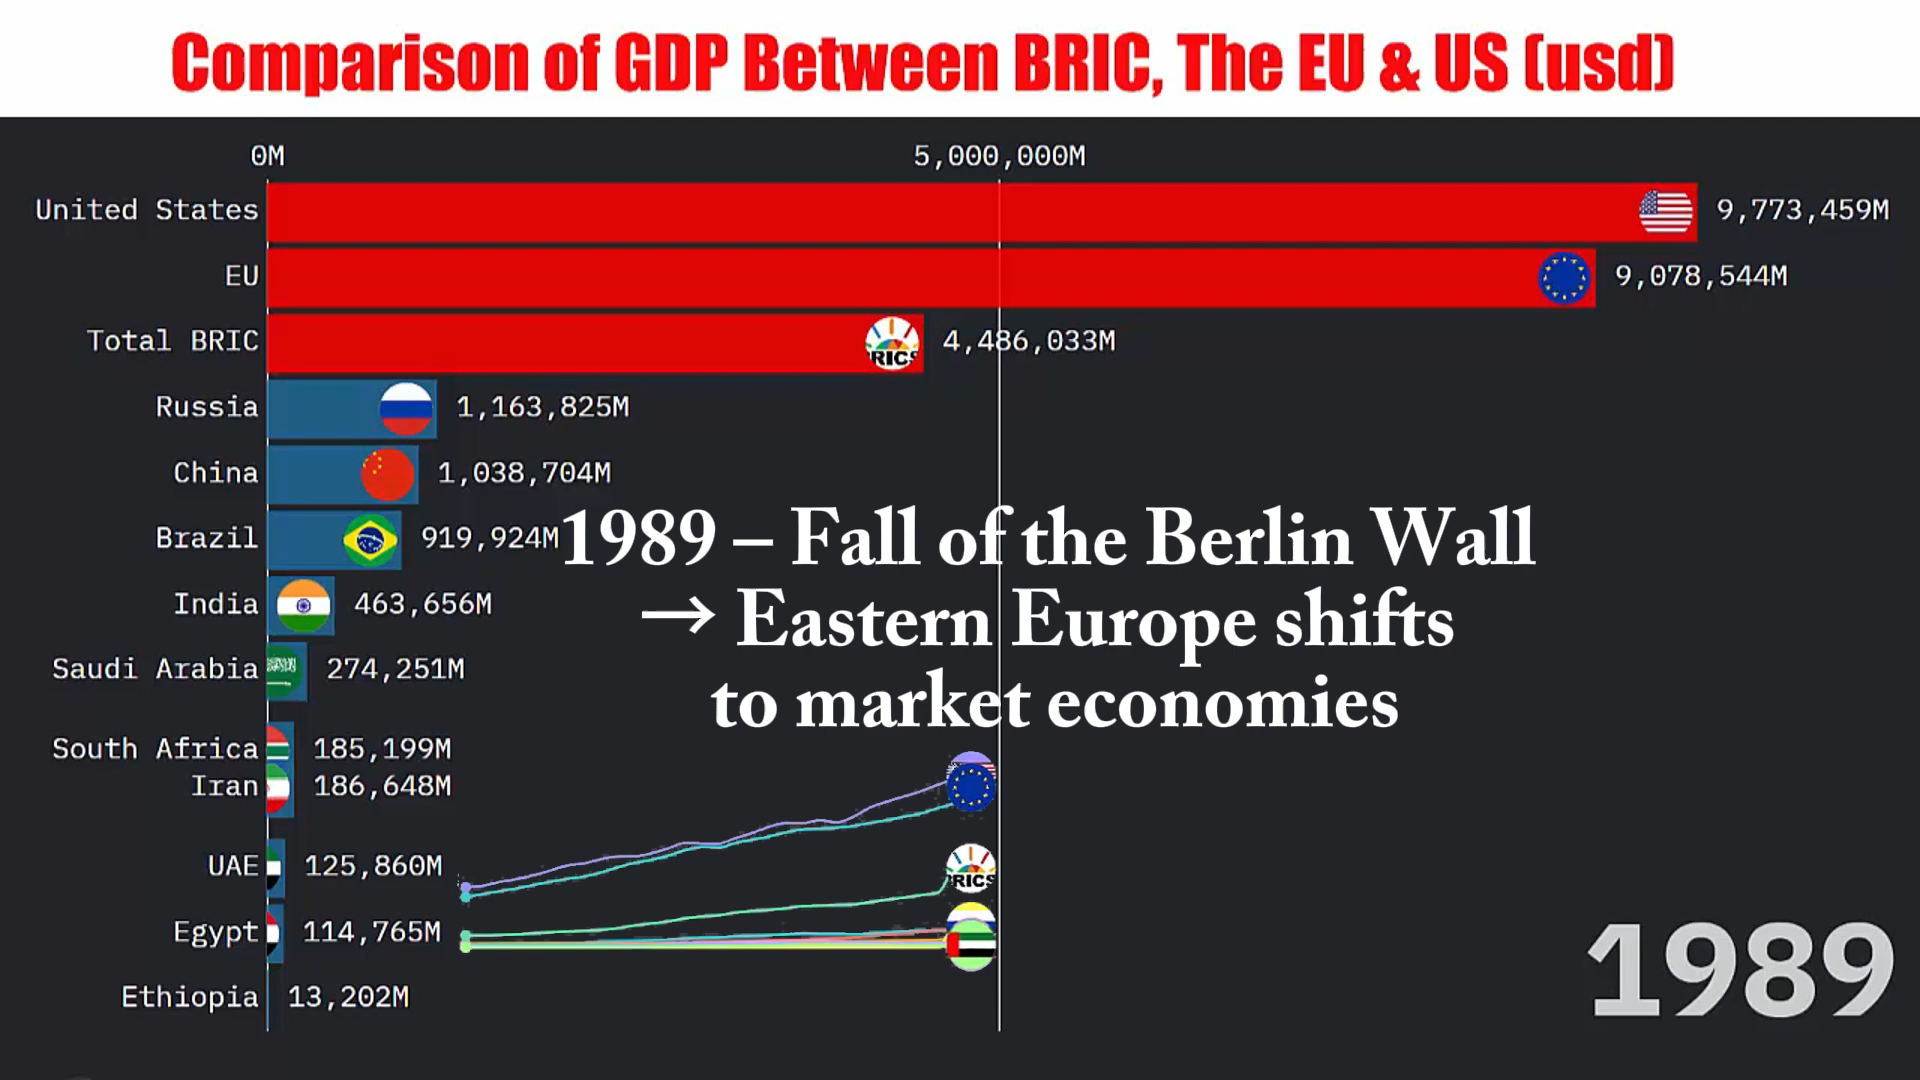 Comparison of GDP Between BRIC, The EU & US (usd)
0M 5,000,000M
United States 9,773,459M
EU 9,078,544M
Total BRIC RICS 4,486,033M
Russia 1,163,825M
China 1,038,704M
Brazil 919,924M
India 463,656M
Saudi Arabia 274,251M
South Africa 185,199M
Iran 186,648M
UAE 125,860M
Egypt 114,765M
Ethiopia 13,202M
1989 – Fall of the Berlin Wall
→ Eastern Europe shifts
to market economies
RICS
1989